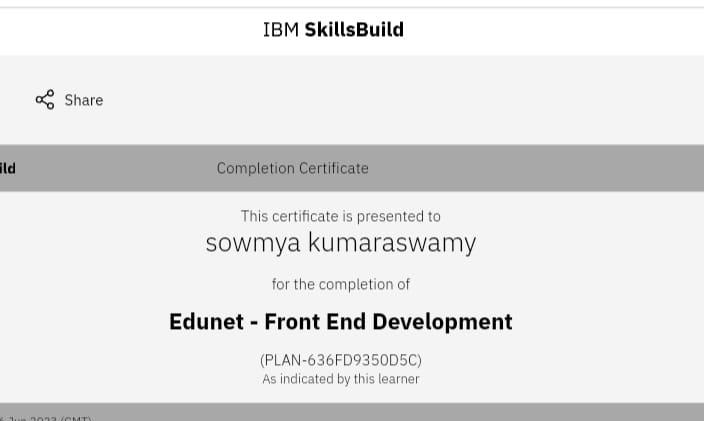 IBM SkillsBuild
Share
ild
Completion Certificate
This certificate is presented to
sowmya kumaraswamy
for the completion of
Edunet - Front End Development
(PLAN-636FD9350D5C)
As indicated by this learner
Jun 2023 (GMT)